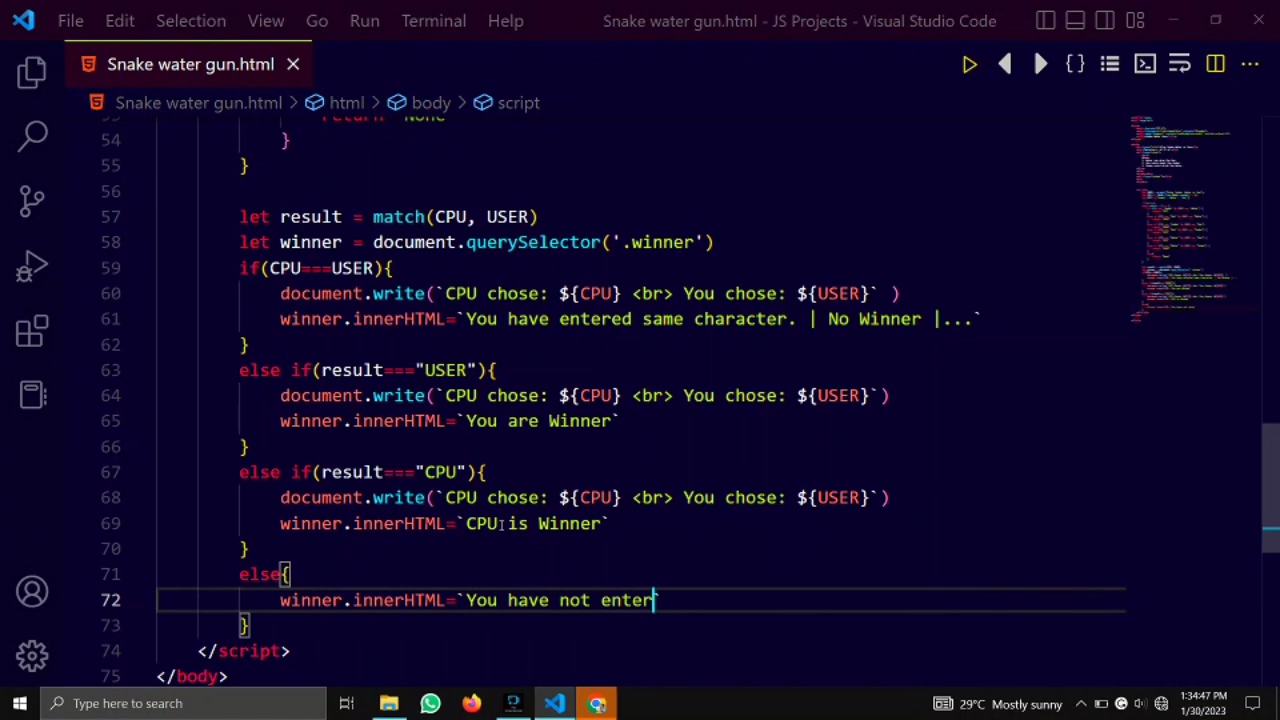 File Edit Selection View Go Run Terminal Help Snake water gun.html - JS Projects - Visual Studio Code
Snake water gun.html
Snake water gun.html > html > body > script
54 }
55 }
56
57 let result = match(CPU, USER)
58 let winner = document.querySelector('.winner')
59 if(CPU===USER){
60 document.write(`CPU chose: ${CPU} <br> You chose: ${USER}` )
61 winner.innerHTML=`You have entered same character. | No Winner |...`
62 }
63 else if(result==="USER"){
64 document.write(`CPU chose: ${CPU} <br> You chose: ${USER}`)
65 winner.innerHTML=`You are Winner`
66 }
67 else if(result==="CPU"){
68 document.write(`CPU chose: ${CPU} <br> You chose: ${USER}`)
69 winner.innerHTML=`CPU is Winner`
70 }
71 else{
72 winner.innerHTML=`You have not enter`
73 }
74 </script>
75 </body>
Type here to search 29°C Mostly sunny 1:34:47 PM
1/30/2023